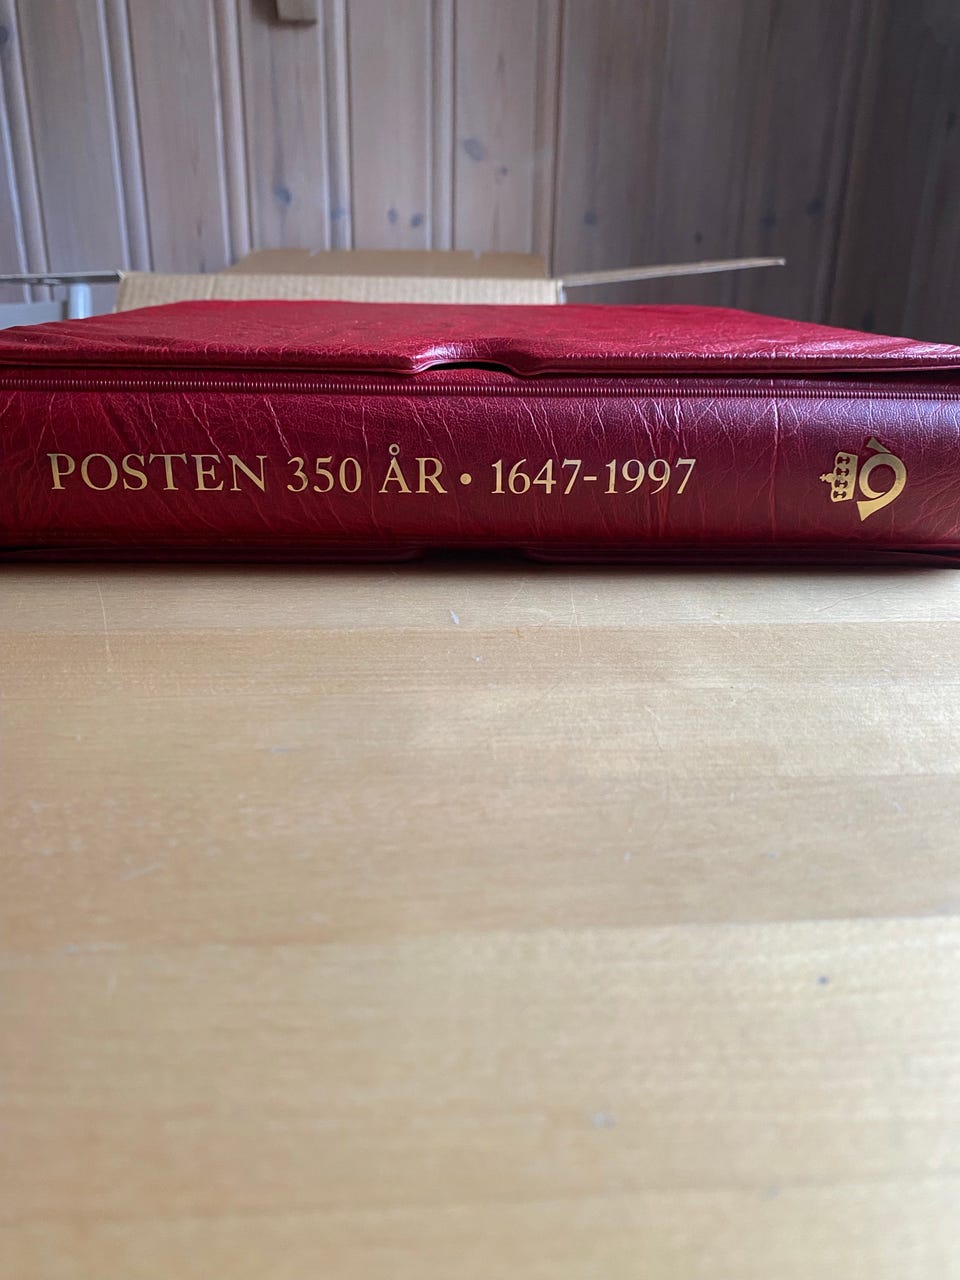 POSTEN 350 ÅR • 1647-1997